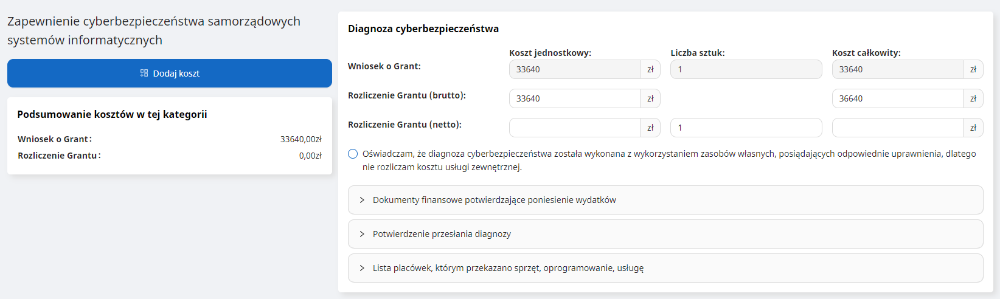 Zapewnienie cyberbezpieczeństwa samorządowych
systemów informatycznych
Dodaj koszt
Podsumowanie kosztów w tej kategorii
Wniosek o Grant: 33640,00zł
Rozliczenie Grantu: 0,00zł
Diagnoza cyberbezpieczeństwa
Koszt jednostkowy: Liczba sztuk: Koszt całkowity:
Wniosek o Grant: 33640 zł 1 33640 zł
Rozliczenie Grantu (brutto): 33640 zł 36640 zł
Rozliczenie Grantu (netto): zł 1 zł
Oświadczam, że diagnoza cyberbezpieczeństwa została wykonana z wykorzystaniem zasobów własnych, posiądających odpowiednie uprawnienia, dlatego
nie rozliczam kosztu usługi zewnętrznej.
Dokumenty finansowe potwierdzające poniesienie wydatków
Potwierdzenie przesłania diagnozy
Lista placówek, którym przekazano sprzęt, oprogramowanie, usługę